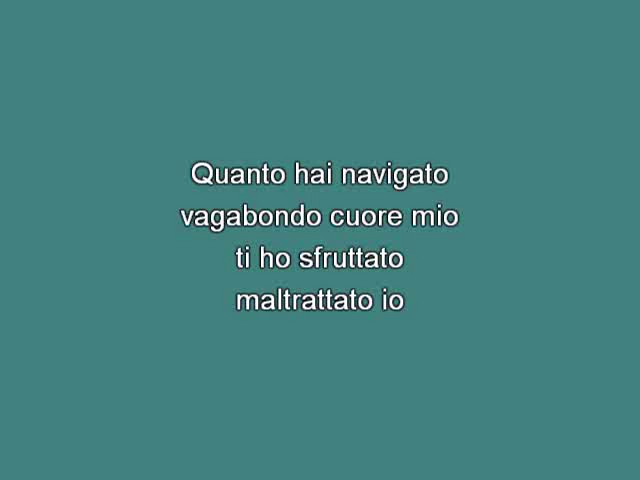 Quanto hai navigato
vagabondo cuore mio
ti ho sfruttato
maltrattato io